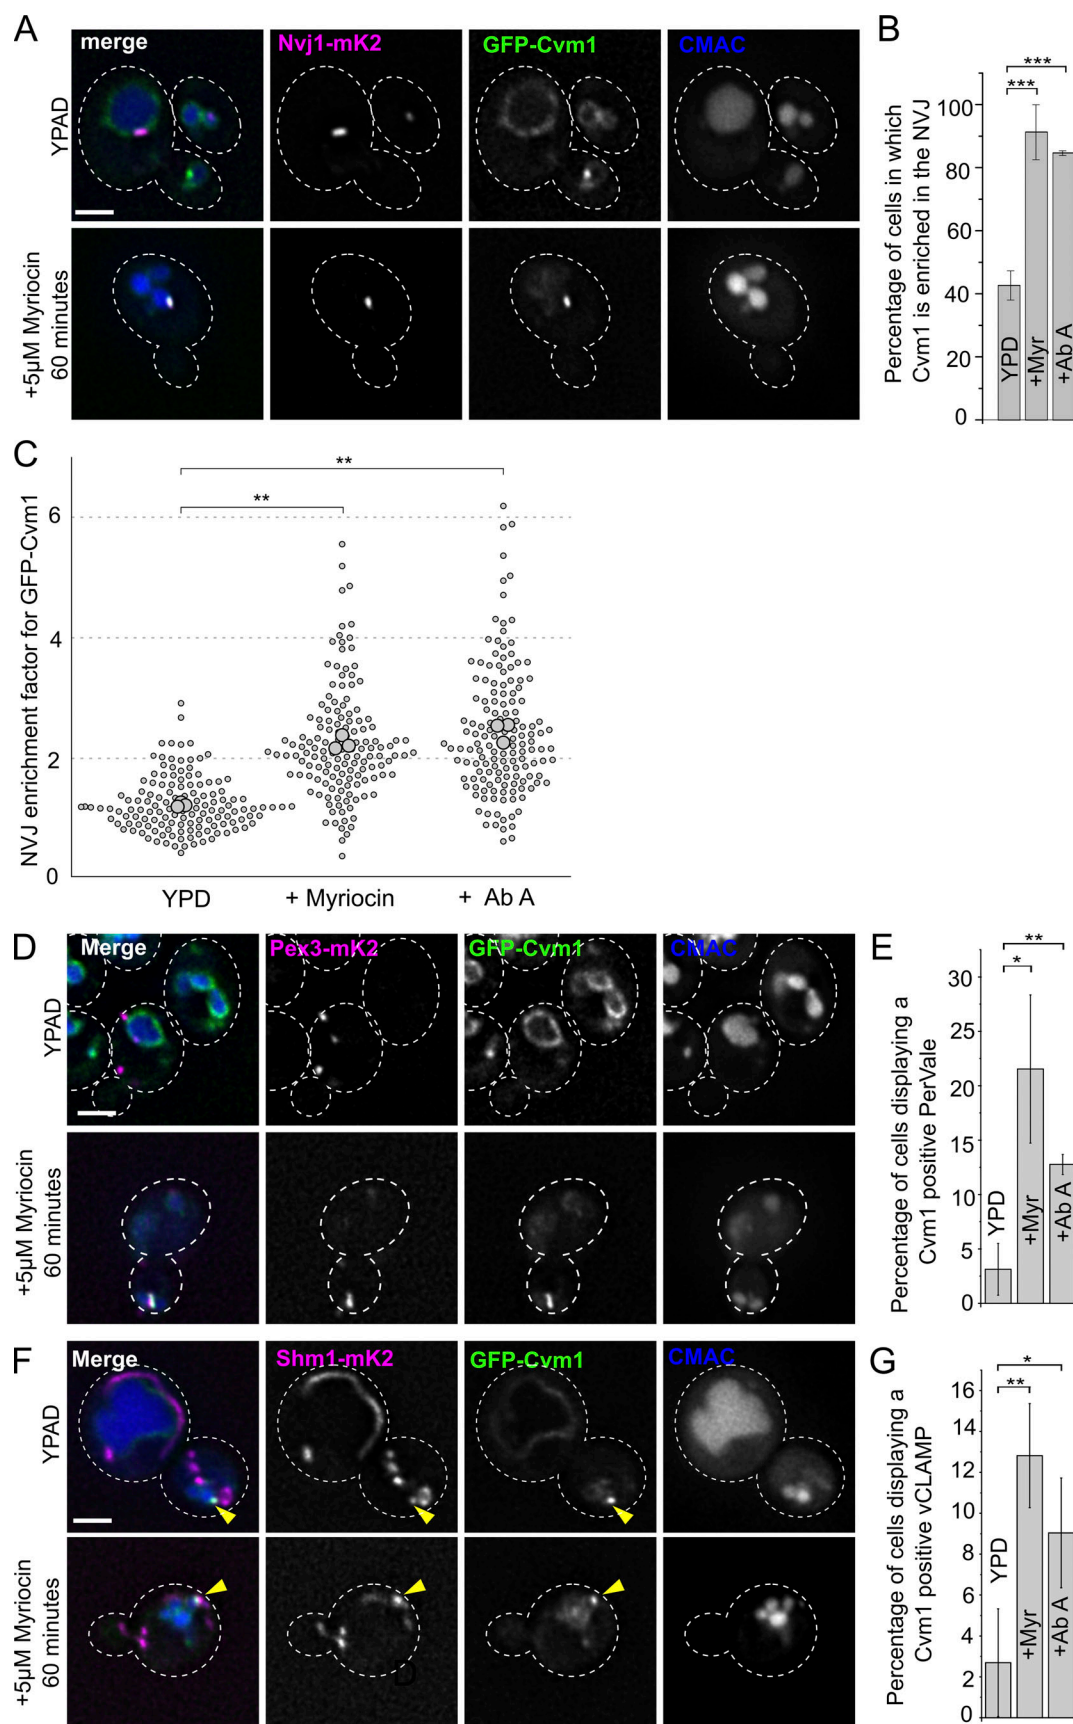 A
merge
Nvj1-mK2
GFP-Cvm1
CMAC
YPAD
+5µM Myriocin
60 minutes
B
Percentage of cells in which
Cvm1 is enriched in the NVJ
***
***
100
80
60
40
20
0
YPD
+Myr
+Ab A
C
NVJ enrichment factor for GFP-Cvm1
**
**
6
4
2
0
YPD
+ Myriocin
+ Ab A
D
Merge
Pex3-mK2
GFP-Cvm1
CMAC
YPAD
+5µM Myriocin
60 minutes
E
Percentage of cells displaying a
Cvm1 positive PerVale
**
*
30
25
20
15
10
5
0
YPD
+Myr
+Ab A
F
Merge
Shm1-mK2
GFP-Cvm1
CMAC
YPAD
+5µM Myriocin
60 minutes
D
G
Percentage of cells displaying a
Cvm1 positive vCLAMP
*
**
16
14
12
10
8
6
4
2
0
YPD
+Myr
+Ab A